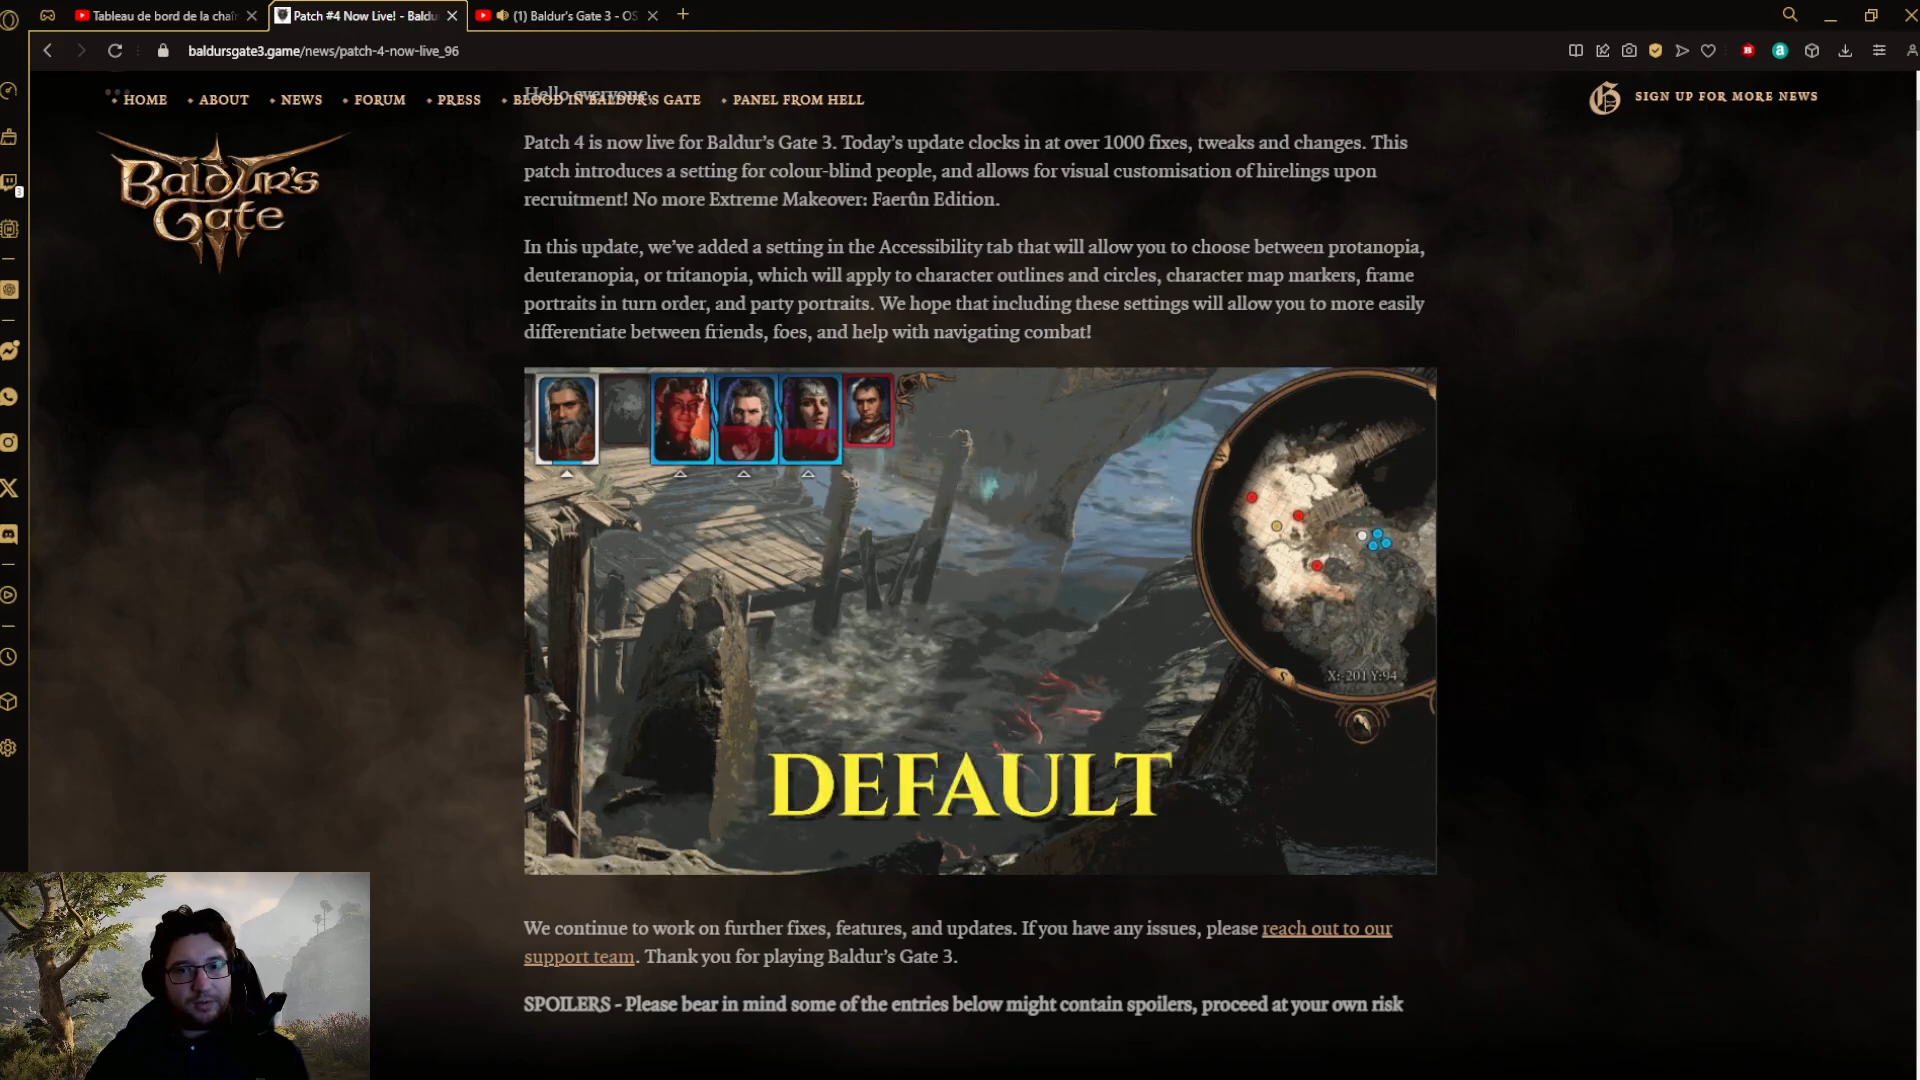 Tableau de bord de la chaîn
Patch #4 Now Live! - Baldu
(1) Baldur's Gate 3 - OS
baldursgate3.game/news/patch-4-now-live_96
Hello everyone,
HOME
ABOUT
NEWS
FORUM
PRESS
BLOOD IN BALDUR'S GATE
PANEL FROM HELL
SIGN UP FOR MORE NEWS
Baldur's
Gate
3
Patch 4 is now live for Baldur’s Gate 3. Today’s update clocks in at over 1000 fixes, tweaks and changes. This
patch introduces a setting for colour-blind people, and allows for visual customisation of hirelings upon
recruitment! No more Extreme Makeover: Faerûn Edition.
In this update, we’ve added a setting in the Accessibility tab that will allow you to choose between protanopia,
deuteranopia, or tritanopia, which will apply to character outlines and circles, character map markers, frame
portraits in turn order, and party portraits. We hope that including these settings will allow you to more easily
differentiate between friends, foes, and help with navigating combat!
X: -201 Y:94
DEFAULT
We continue to work on further fixes, features, and updates. If you have any issues, please reach out to our
support team. Thank you for playing Baldur’s Gate 3.
SPOILERS - Please bear in mind some of the entries below might contain spoilers, proceed at your own risk